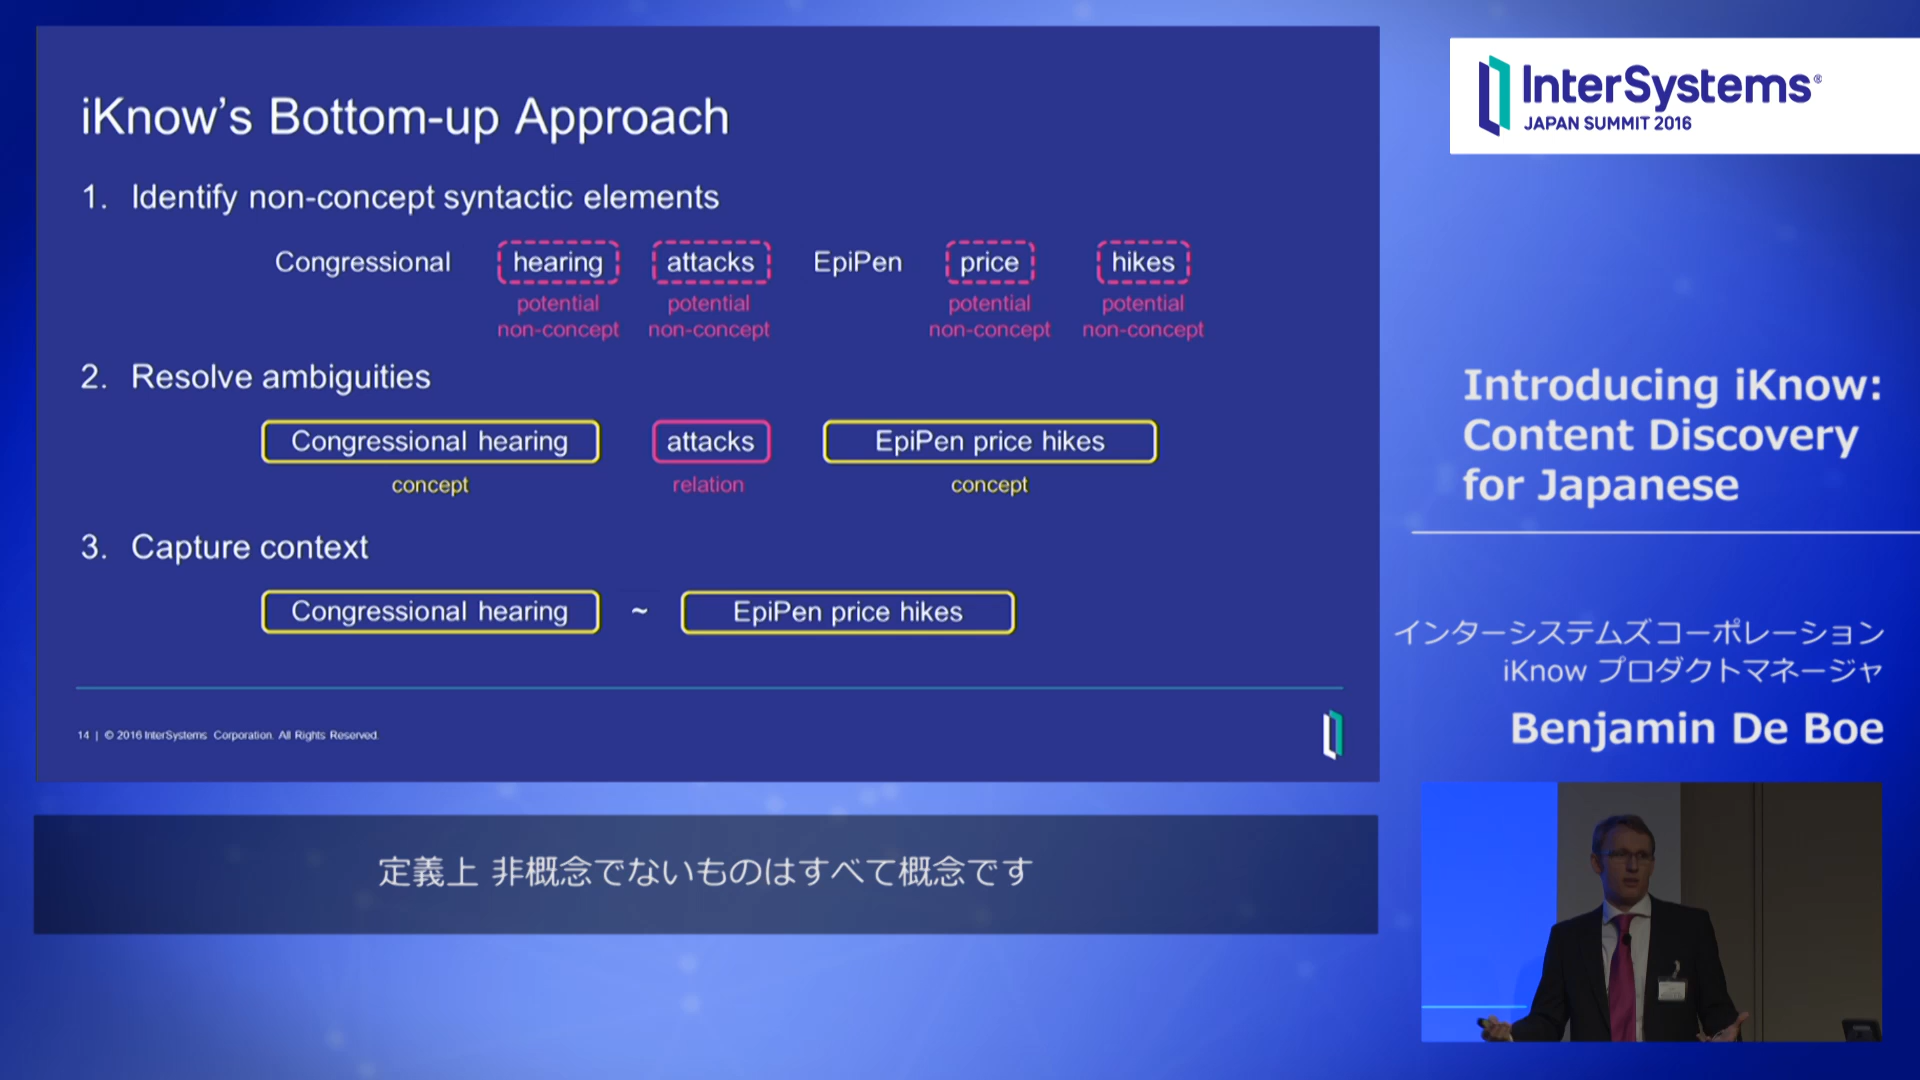 iKnow's Bottom-up Approach
1. Identify non-concept syntactic elements
Congressional hearing attacks EpiPen price hikes
potential potential potential potential
non-concept non-concept non-concept non-concept
2. Resolve ambiguities
Congressional hearing attacks EpiPen price hikes
concept relation concept
3. Capture context
Congressional hearing ~ EpiPen price hikes
14 | © 2016 InterSystems Corporation. All Rights Reserved.
定義上 非概念でないものはすべて概念です
InterSystems®
JAPAN SUMMIT 2016
Introducing iKnow:
Content Discovery
for Japanese
インターシステムズコーポレーション
iKnow プロダクトマネージャ
Benjamin De Boe